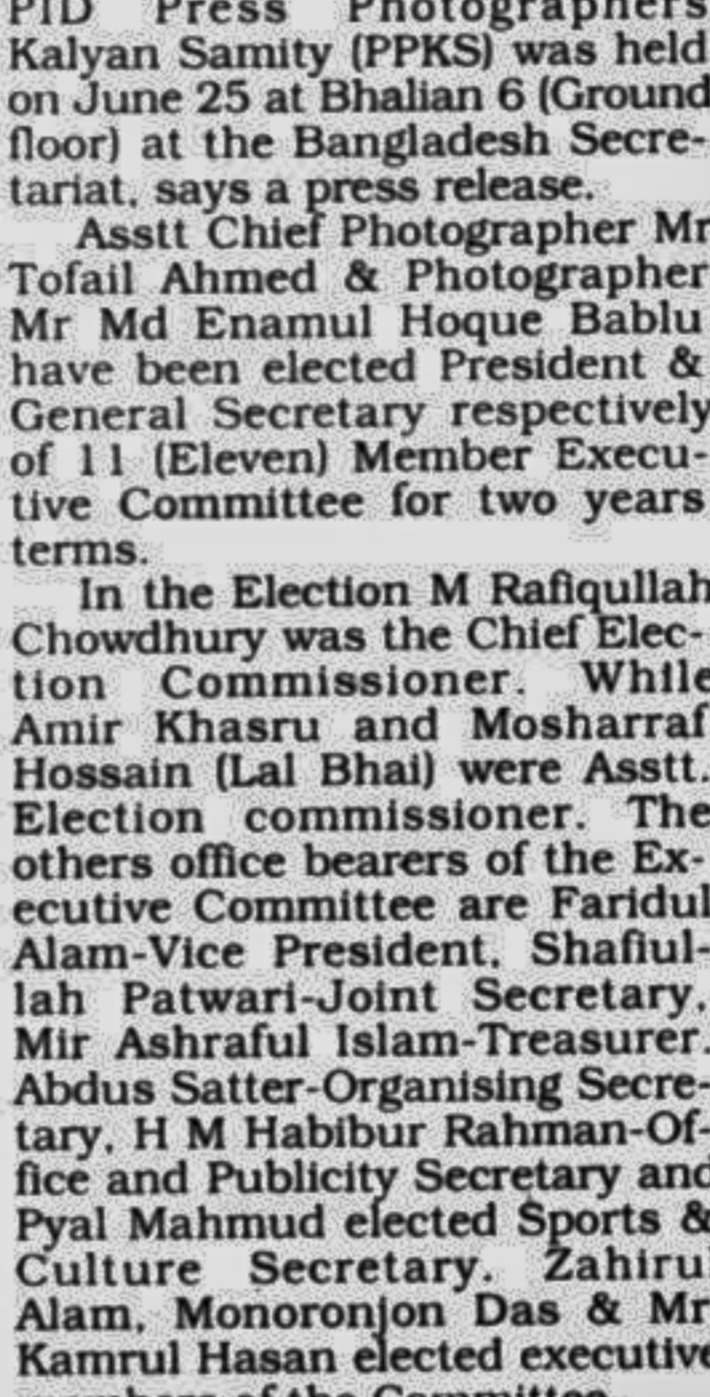 PID Press Photographers
Kalyan Samity (PPKS) was held
on June 25 at Bhalian 6 (Ground
floor) at the Bangladesh Secre-
tariat, says a press release.
Asstt Chief Photographer Mr
Tofail Ahmed & Photographer
Mr Md Enamul Hoque Bablu
have been elected President &
General Secretary respectively
of 11 (Eleven) Member Execu-
tive Committee for two years
terms.
In the Election M Rafiqullah
Chowdhury was the Chief Elec-
tion Commissioner. While
Amir Khasru and Mosharraf
Hossain (Lal Bhai) were Asstt.
Election commissioner. The
others office bearers of the Ex-
ecutive Committee are Faridul
Alam-Vice President, Shafiul-
lah Patwari-Joint Secretary,
Mir Ashraful Islam-Treasurer.
Abdus Satter-Organising Secre-
tary, H M Habibur Rahman-Of-
fice and Publicity Secretary and
Pyal Mahmud elected Sports &
Culture Secretary. Zahirul
Alam, Monoronjon Das & Mr
Kamrul Hasan elected executive
members of the Committee